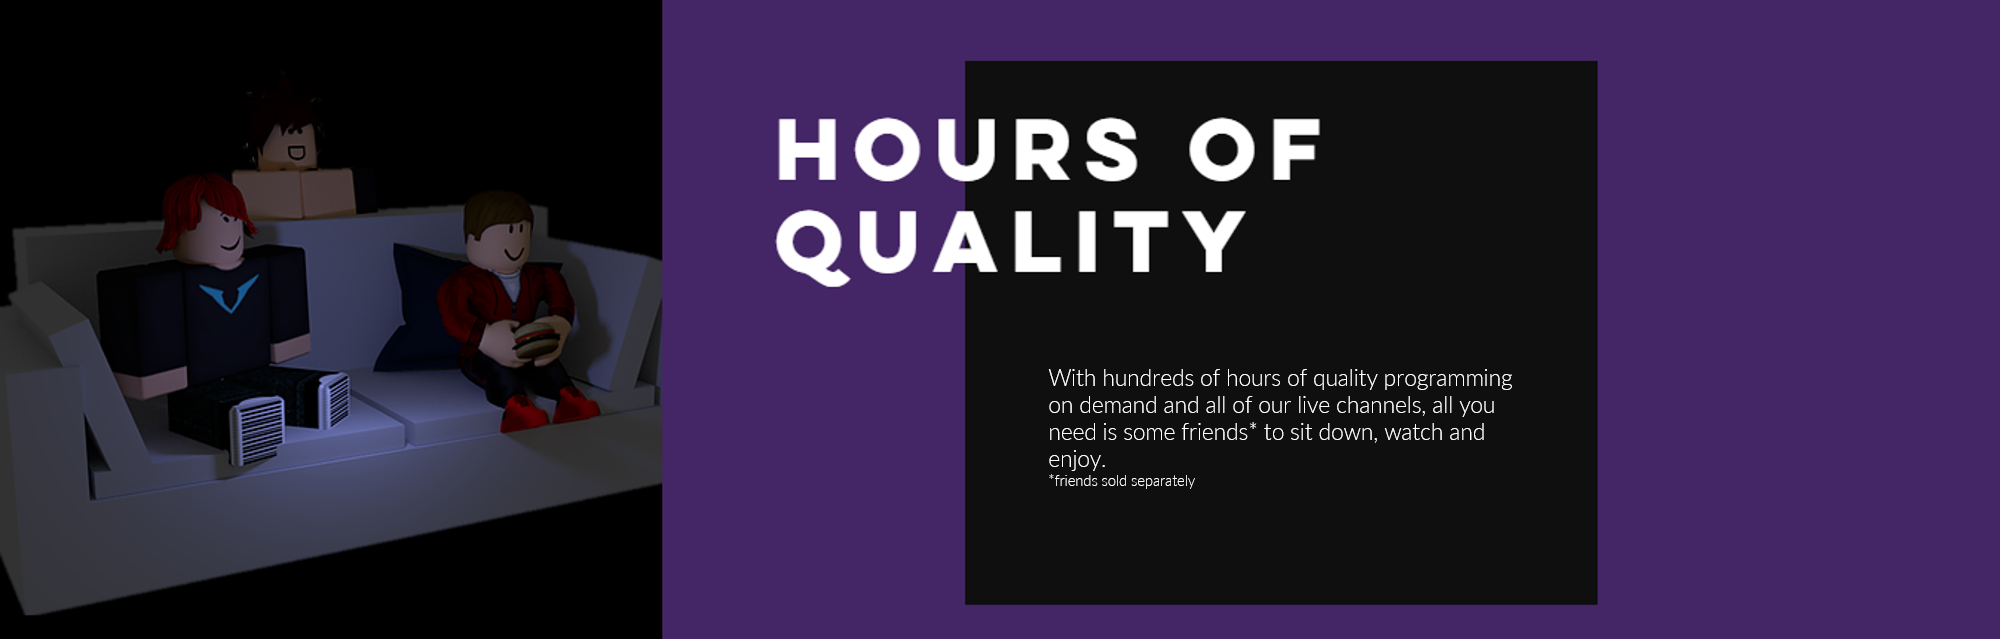 HOURS OF
QUALITY
With hundreds of hours of quality programming
on demand and all of our live channels, all you
need is some friends* to sit down, watch and
enjoy.
*friends sold separately